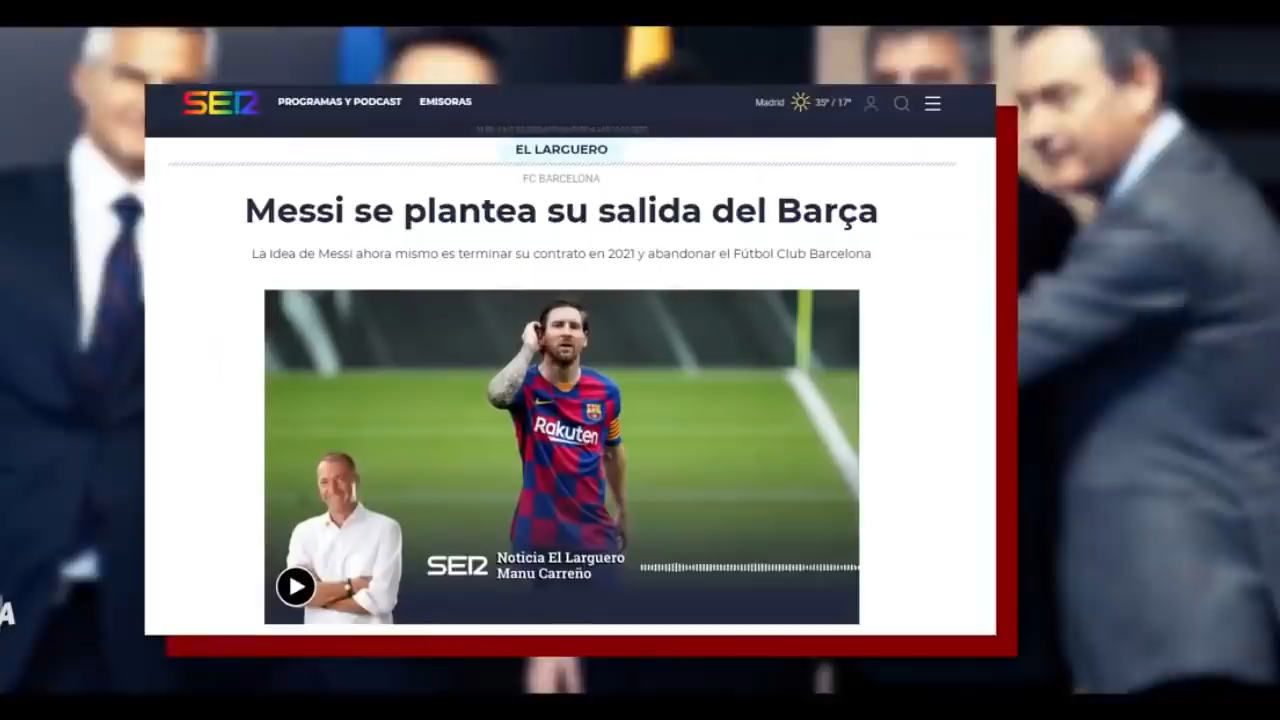 SER PROGRAMAS Y PODCAST EMISORAS Madrid 35º / 17º
EL LARGUERO
FC BARCELONA
Messi se plantea su salida del Barça
La idea de Messi ahora mismo es terminar su contrato en 2021 y abandonar el Fútbol Club Barcelona
Rakuten
SER Noticia El Larguero
Manu Carreño
A